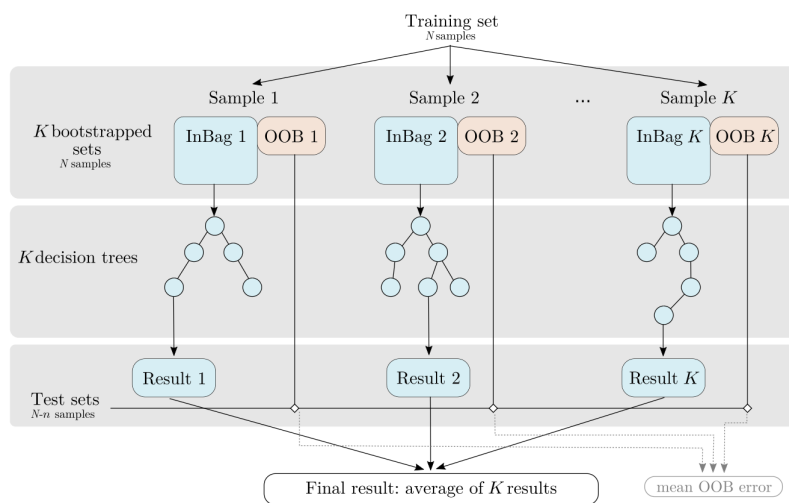 Training set
N samples
Sample 1
Sample 2
...
Sample K
K bootstrapped
sets
N samples
InBag 1
OOB 1
InBag 2
OOB 2
InBag K
OOB K
K decision trees
Result 1
Result 2
Result K
Test sets
N-n samples
Final result: average of K results
mean OOB error